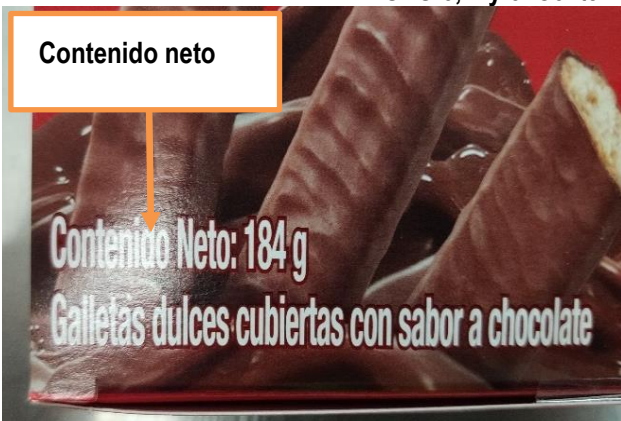 Contenido neto
Contenido Neto: 184 g
Galletas dulces cubiertas con sabor a chocolate